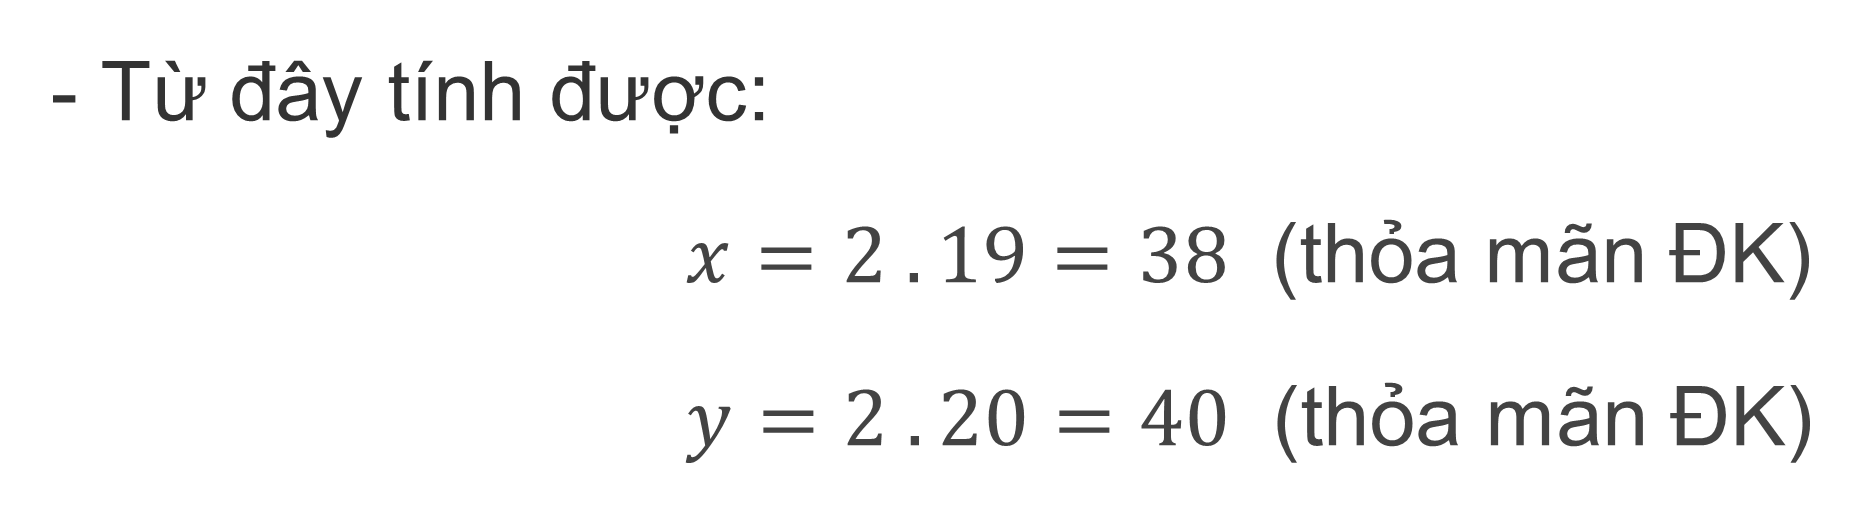 - Từ đây tính được:
x = 2 . 19 = 38 (thỏa mãn ĐK)
y = 2 . 20 = 40 (thỏa mãn ĐK)